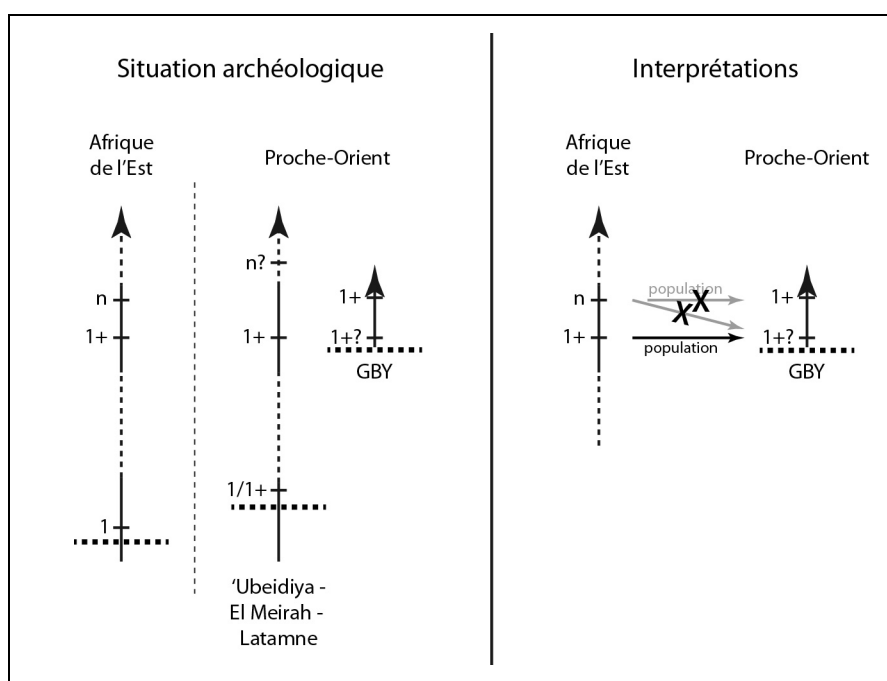 Situation archéologique
Afrique
de l'Est
Proche-Orient
n
1+
1
n?
1+
1/1+
'Ubeidiya -
El Meirah -
Latamne
1+
1+?
GBY
Interprétations
Afrique
de l'Est
Proche-Orient
n
1+
population
X
X
population
1+
1+?
GBY